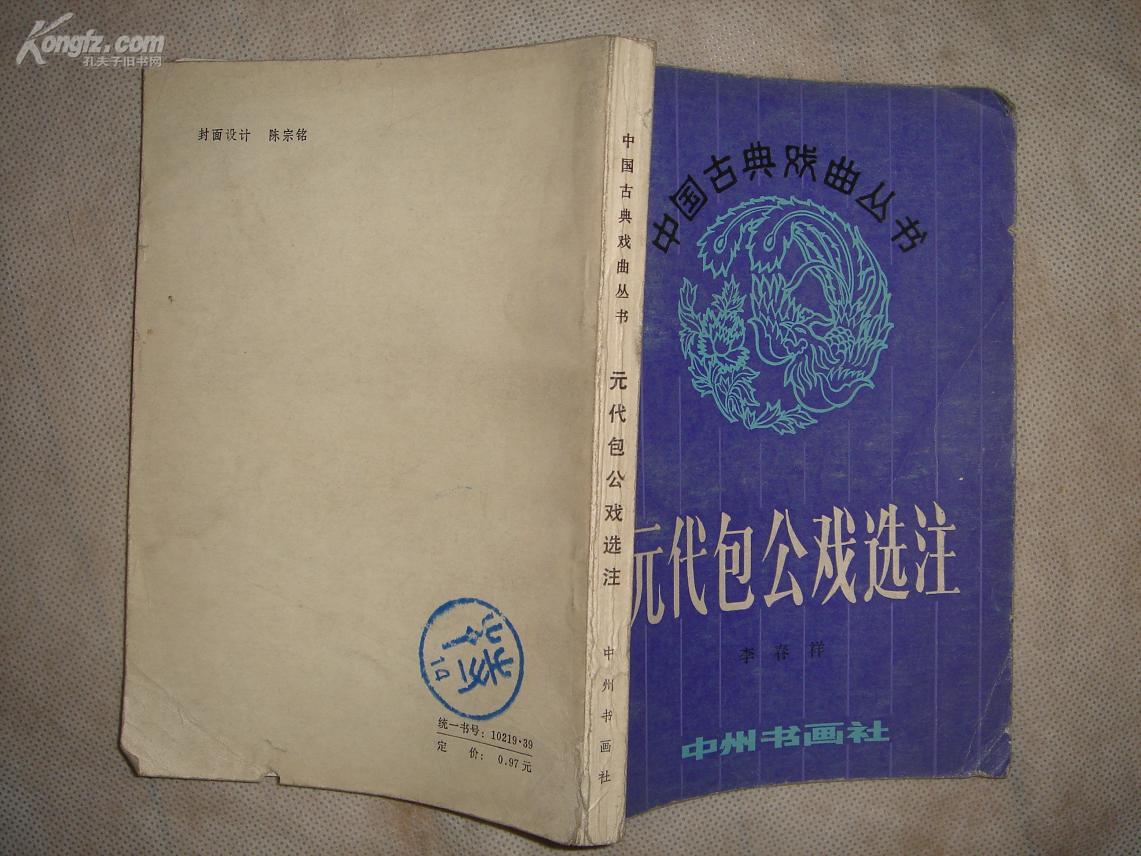 Kongfz.com
孔夫子旧书网
封面设计 陈宗铭
统一书号：10219·39
定 价： 0.97元
中国古典戏曲丛书 元代包公戏选注 中州书画社
中国古典戏曲丛书
元代包公戏选注
李春祥
中州书画社